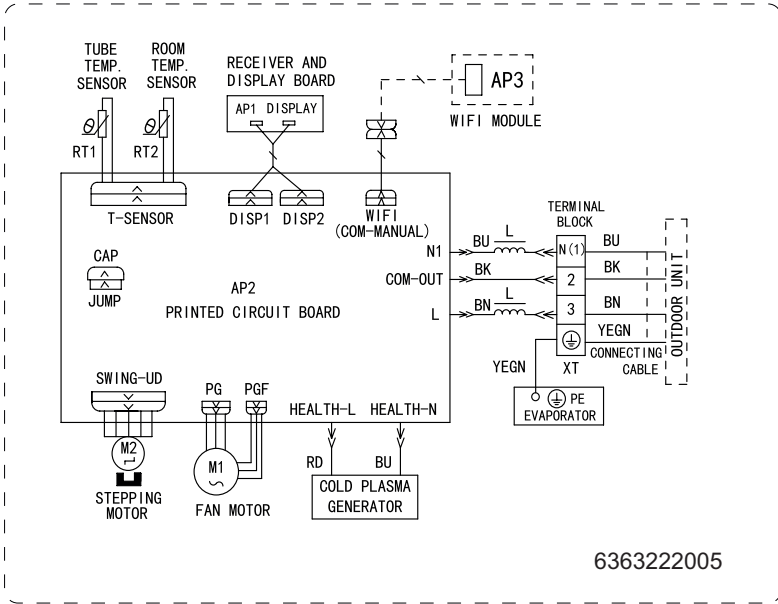 TUBE
TEMP.
SENSOR
ROOM
TEMP.
SENSOR
RECEIVER AND
DISPLAY BOARD
AP1 DISPLAY
AP3
WIFI MODULE
RT1
RT2
T-SENSOR
DISP1
DISP2
WIFI
(COM-MANUAL)
TERMINAL
BLOCK
N1
BU
L
N(1)
BU
COM-OUT
BK
2
BK
L
BN
L
3
BN
YEGN
OUTDOOR UNIT
CAP
JUMP
AP2
PRINTED CIRCUIT BOARD
YEGN
XT
CONNECTING
CABLE
PE
EVAPORATOR
SWING-UD
PG
PGF
HEALTH-L
HEALTH-N
M2
M1
RD
BU
STEPPING
MOTOR
FAN MOTOR
COLD PLASMA
GENERATOR
6363222005